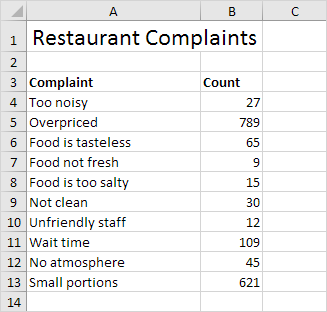 A B C
1 Restaurant Complaints
2
3 Complaint Count
4 Too noisy 27
5 Overpriced 789
6 Food is tasteless 65
7 Food not fresh 9
8 Food is too salty 15
9 Not clean 30
10 Unfriendly staff 12
11 Wait time 109
12 No atmosphere 45
13 Small portions 621
14